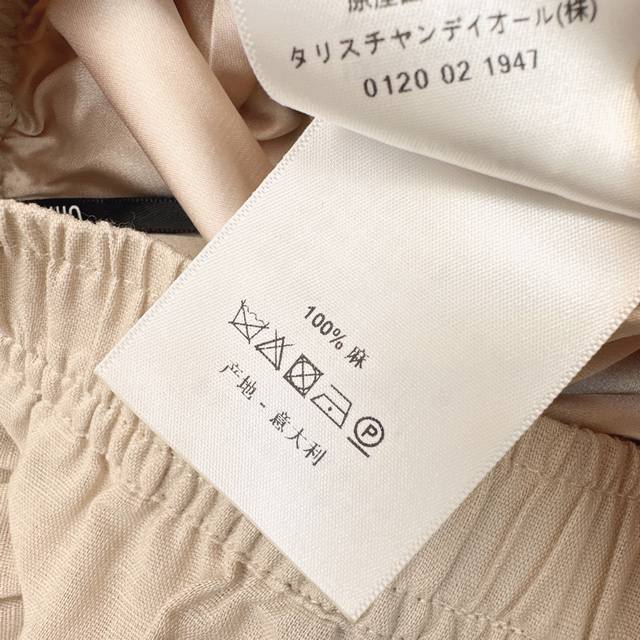 タリスチャンディオール(株)
0120 02 1947
100% 麻
P
产地 - 意大利